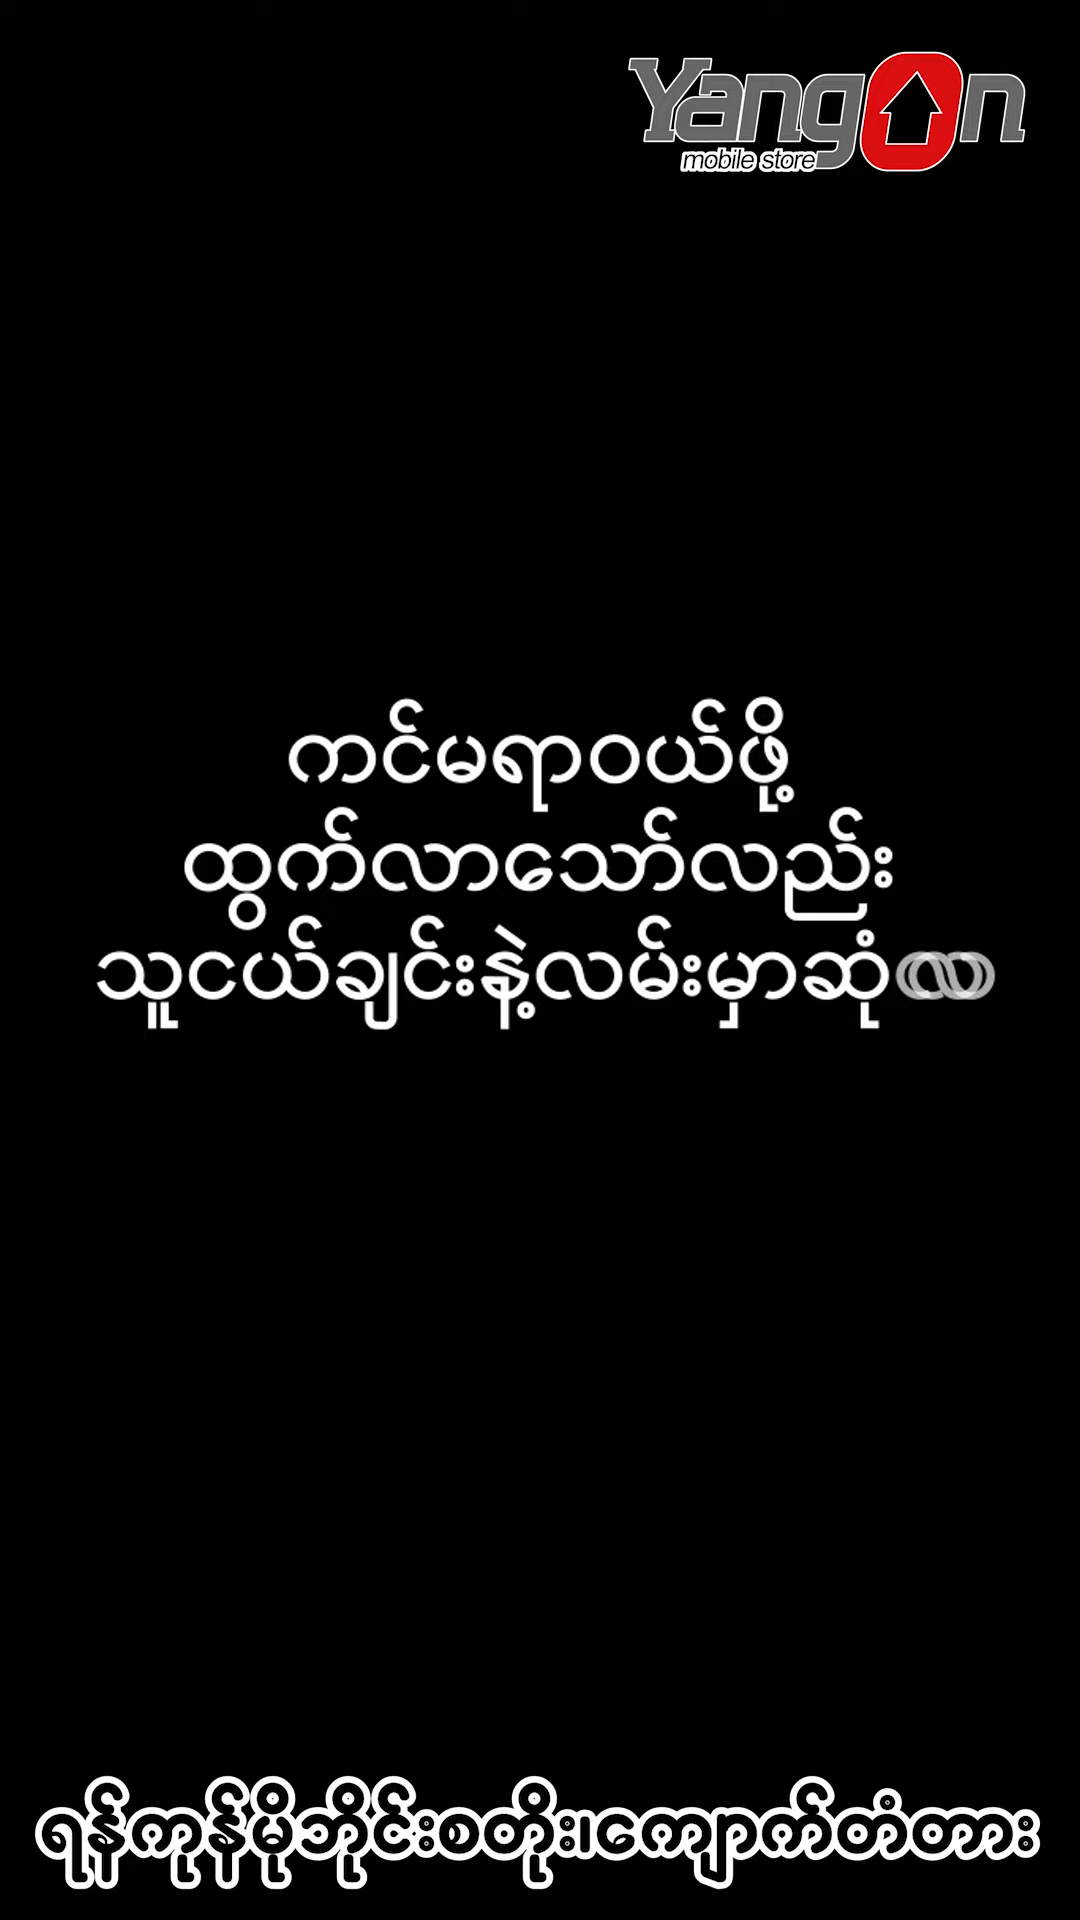 YangOn
mobile store
ကင်မရာဝယ်ဖို့
ထွက်လာသော်လည်း
သူငယ်ချင်းနဲ့လမ်းမှာဆုံ
ရန်ကုန်မိုဘိုင်းစတိုး၊ကျောက်တံတား